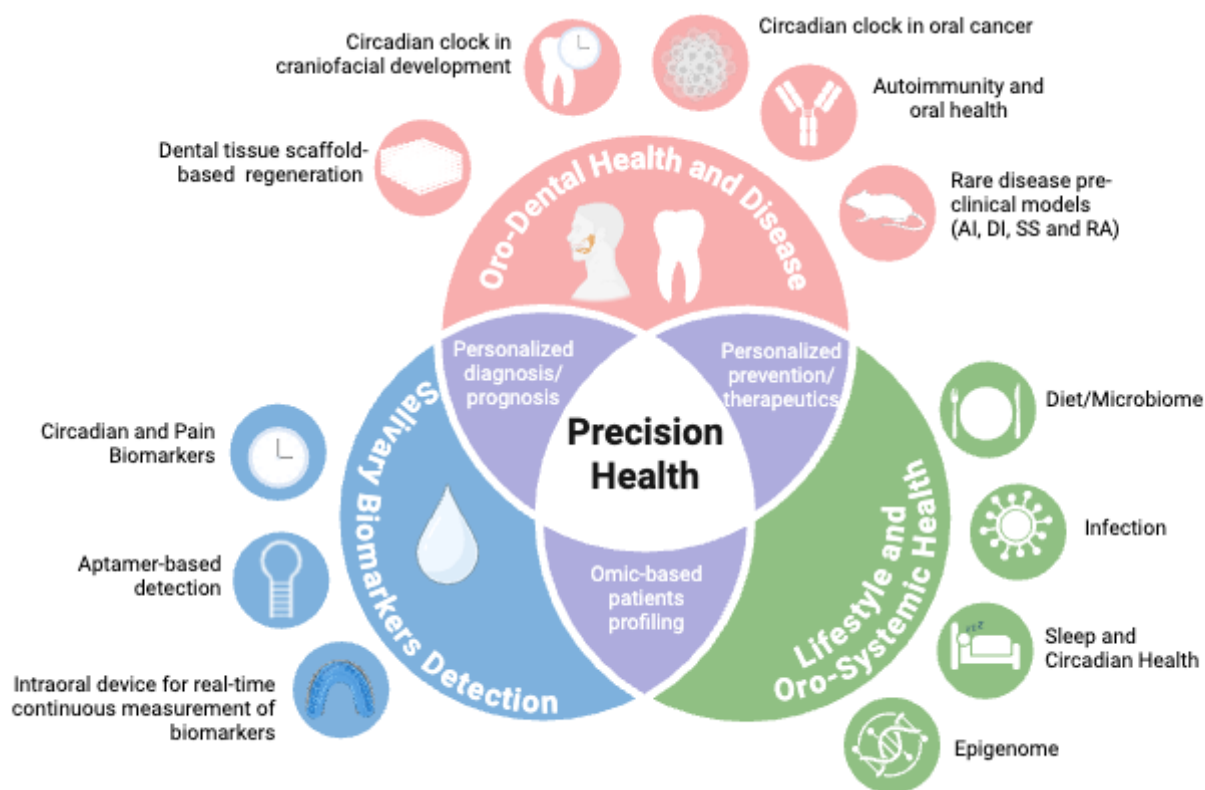 Circadian clock in
craniofacial development
Circadian clock in oral cancer
Autoimmunity and
oral health
Dental tissue scaffold-
based regeneration
Rare disease pre-
clinical models
(AI, DI, SS and RA)
Oro-Dental Health and Disease
Personalized
diagnosis/
prognosis
Personalized
prevention/
therapeutics
Precision
Health
Omic-based
patients
profiling
Salivary Biomarkers Detection
Lifestyle and
Oro-Systemic Health
Circadian and Pain
Biomarkers
Aptamer-based
detection
Intraoral device for real-time
continuous measurement of
biomarkers
Diet/Microbiome
Infection
zzz
Sleep and
Circadian Health
Epigenome